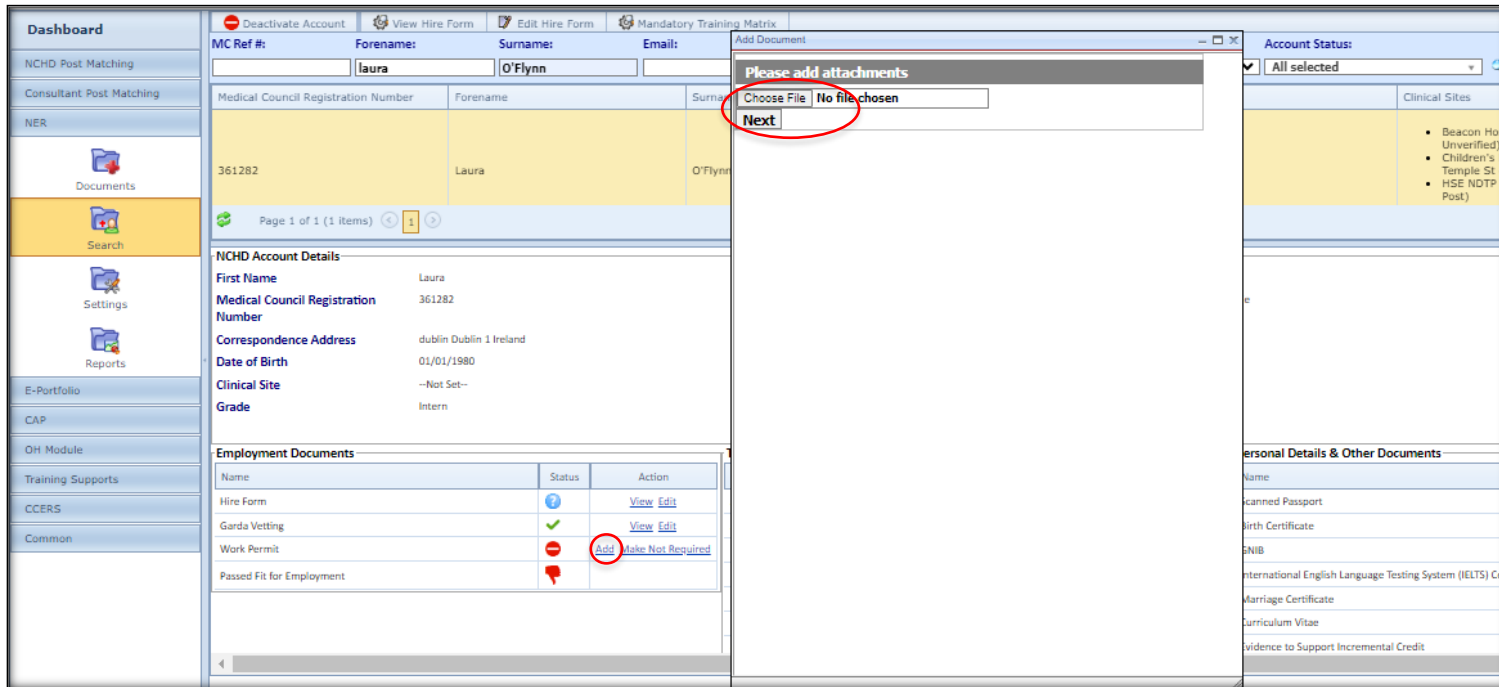 Dashboard
NCHD Post Matching
Consultant Post Matching
NER
Documents
Search
Settings
Reports
E-Portfolio
CAP
OH Module
Training Supports
CCERS
Common
Deactivate Account View Hire Form Edit Hire Form Mandatory Training Matrix
MC Ref #: Forename: Surname: Email: Account Status:
laura O'Flynn All selected
Medical Council Registration Number Forename Surna Clinical Sites
361282 Laura O'Flynn
Beacon Ho
Unverified)
Children's
Temple St
HSE NDTP
Post)
Page 1 of 1 (1 items) 1
Add Document
Please add attachments
Choose File No file chosen
Next
NCHD Account Details
First Name Laura
Medical Council Registration 361282
Number
Correspondence Address dublin Dublin 1 Ireland
Date of Birth 01/01/1980
Clinical Site --Not Set--
Grade Intern
Employment Documents
Name Status Action
Hire Form View Edit
Garda Vetting View Edit
Work Permit Add Make Not Required
Passed Fit for Employment
ersonal Details & Other Documents
Name
Scanned Passport
Birth Certificate
GNIB
International English Language Testing System (IELTS) Ce
Marriage Certificate
Curriculum Vitae
Evidence to Support Incremental Credit